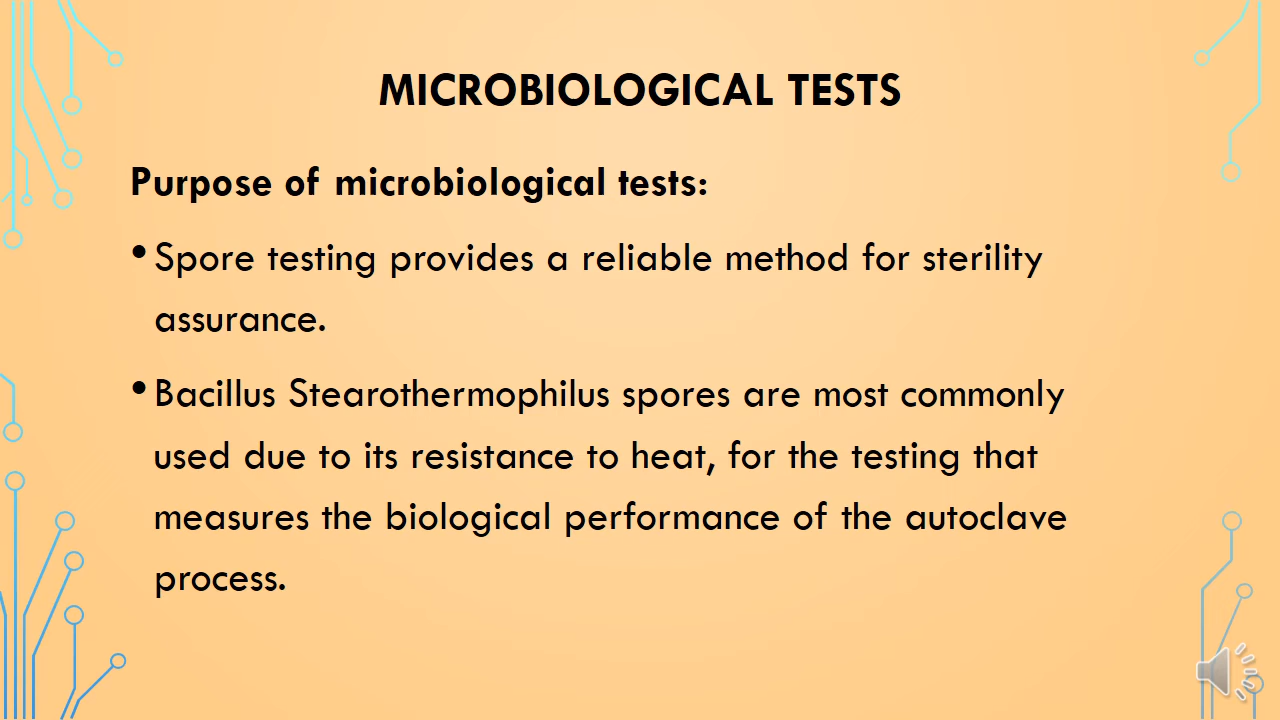 MICROBIOLOGICAL TESTS
Purpose of microbiological tests:
• Spore testing provides a reliable method for sterility
assurance.
• Bacillus Stearothermophilus spores are most commonly
used due to its resistance to heat, for the testing that
measures the biological performance of the autoclave
process.